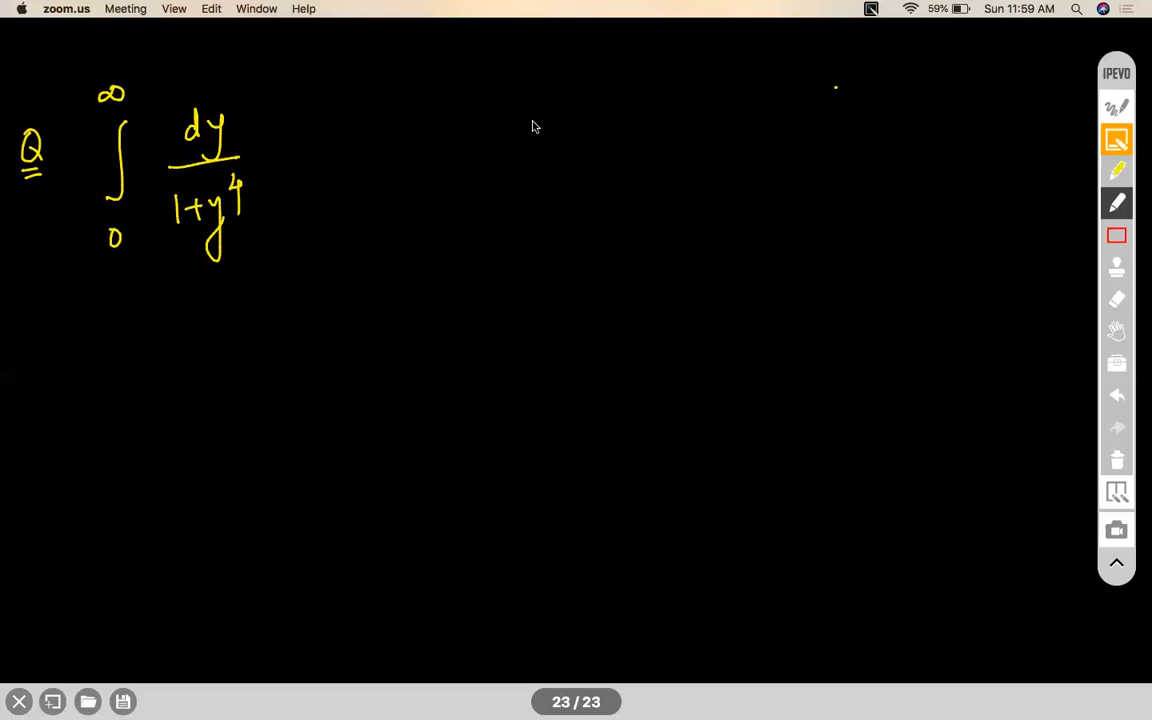 zoom.us Meeting View Edit Window Help 59% Sun 11:59 AM
IPEVO
∞
Q ∫ dy
1+y⁴
0
23 / 23